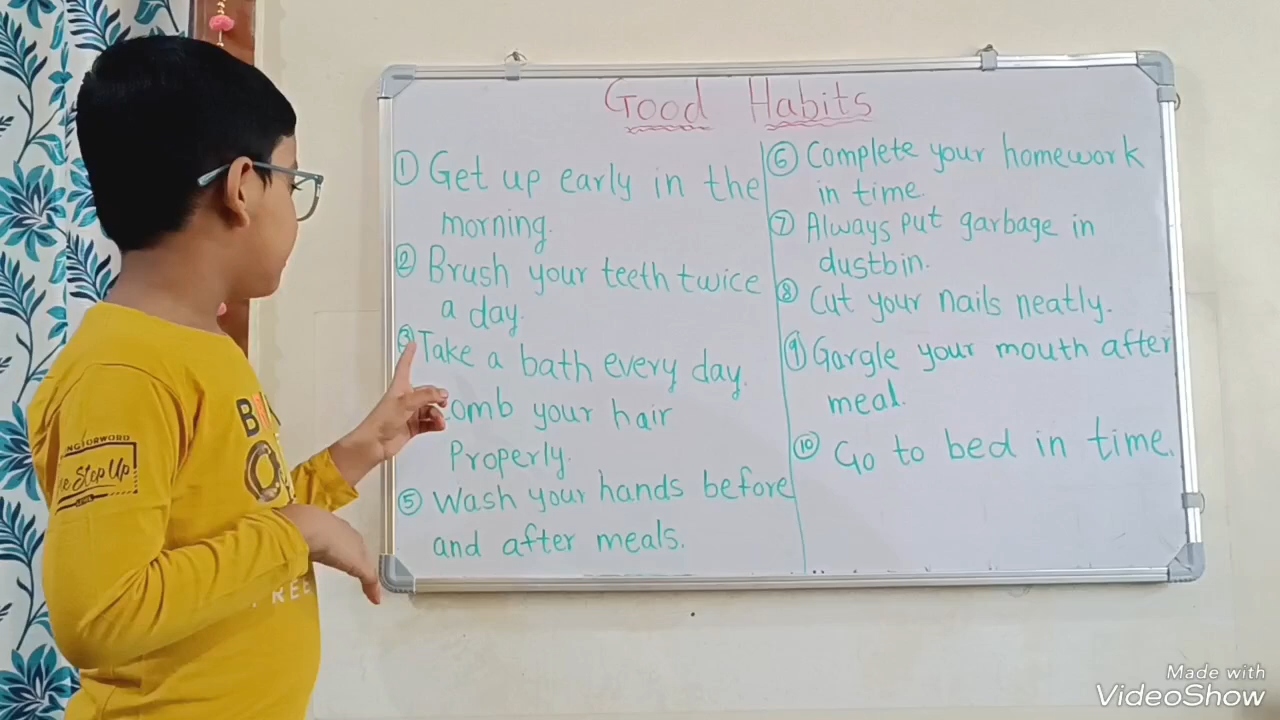 Good Habits
① Get up early in the
morning.
② Brush your teeth twice
a day.
③ Take a bath every day.
comb your hair
Properly.
⑤ Wash your hands before
and after meals.
⑥ Complete your homework
in time.
⑦ Always put garbage in
dustbin.
⑧ Cut your nails neatly.
⑨ Gargle your mouth after
meal.
⑩ Go to bed in time.
Step Up
Made with
VideoShow